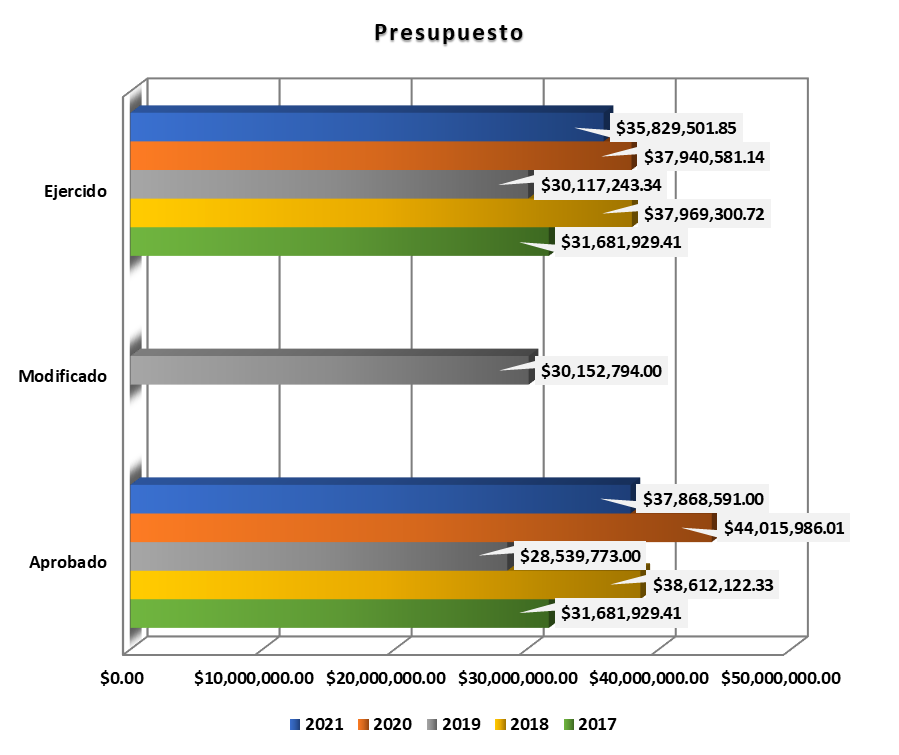 Presupuesto
$35,829,501.85
$37,940,581.14
Ejercido
$30,117,243.34
$37,969,300.72
$31,681,929.41
Modificado
$30,152,794.00
$37,868,591.00
$44,015,986.01
Aprobado
$28,539,773.00
$38,612,122.33
$31,681,929.41
$0.00 $10,000,000.00 $20,000,000.00 $30,000,000.00 $40,000,000.00 $50,000,000.00
2021 2020 2019 2018 2017